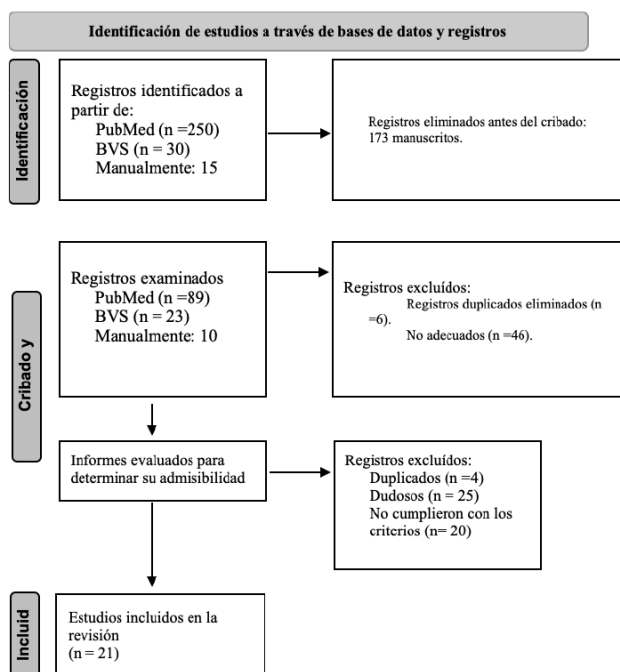 Identificación de estudios a través de bases de datos y registros
Identificación
Registros identificados a
partir de:
PubMed (n =250)
BVS (n = 30)
Manualmente: 15
Registros eliminados antes del cribado:
173 manuscritos.
Cribado y
Registros examinados
PubMed (n =89)
BVS (n = 23)
Manualmente: 10
Registros excluídos:
Registros duplicados eliminados (n
=6).
No adecuados (n =46).
Informes evaluados para
determinar su admisibilidad
Registros excluídos:
Duplicados (n =4)
Dudosos (n = 25)
No cumplieron con los
criterios (n= 20)
Incluid
Estudios incluidos en la
revisión
(n = 21)